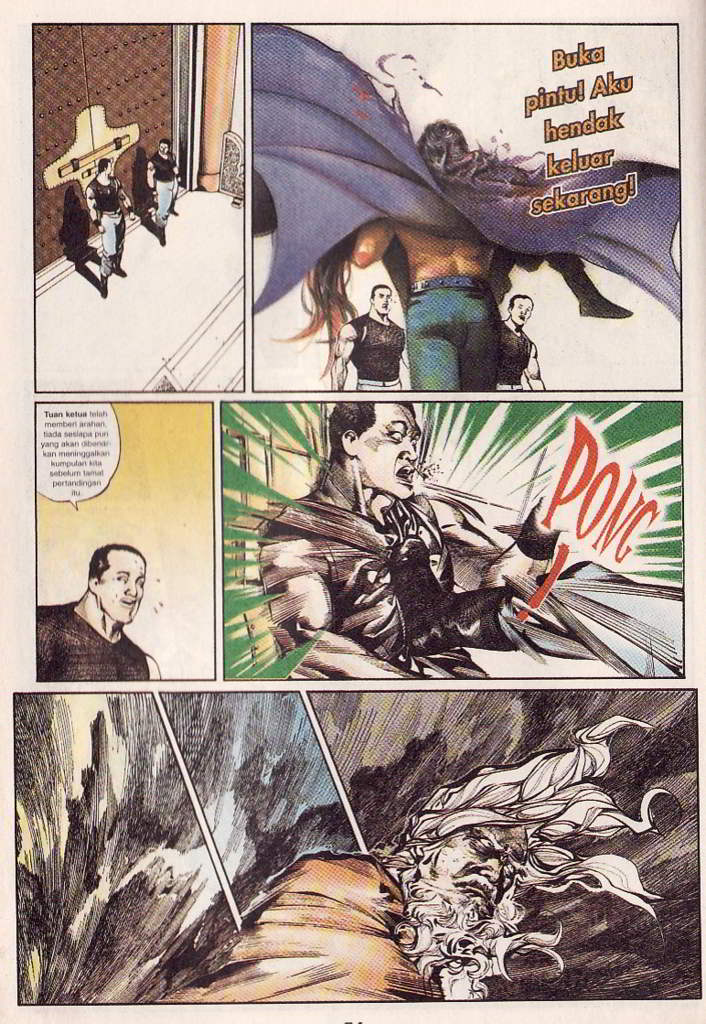 Buka
pintu! Aku
hendak
keluar
sekarang!
Tuan ketua telah
memberi arahan,
tiada sesiapa pun
yang akan dibenar-
kan meninggalkan
kumpulan kita
sebelum tamat
pertandingan
itu.
PONG
!